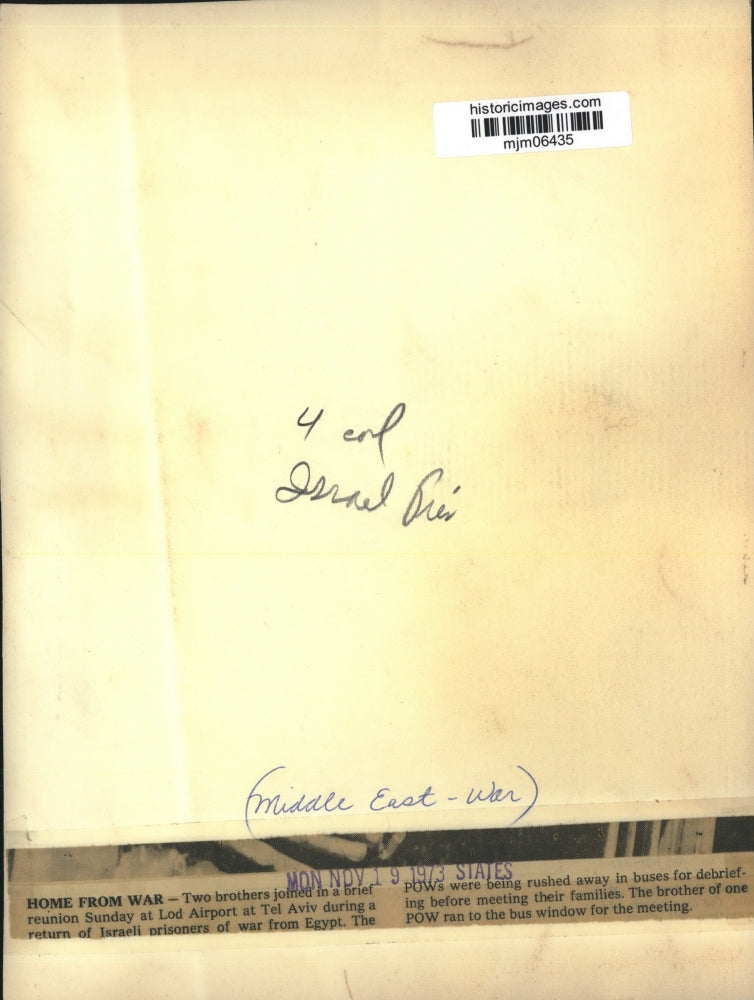 historicimages.com
mjm06435
4 col
Israel
(Middle East - War)
MON NOV 19 1973 STATES
HOME FROM WAR — Two brothers joined in a brief
reunion Sunday at Lod Airport at Tel Aviv during a
return of Israeli prisoners of war from Egypt. The
POWs were being rushed away in buses for debrief-
ing before meeting their families. The brother of one
POW ran to the bus window for the meeting.